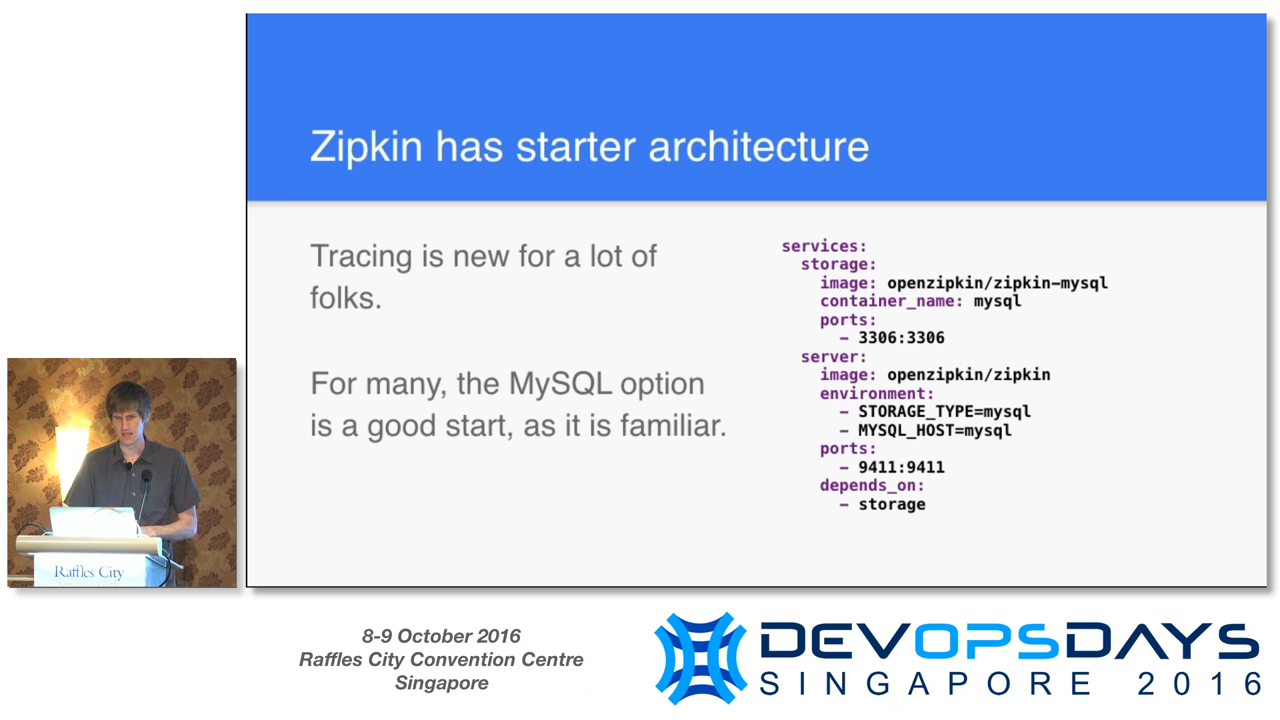 Zipkin has starter architecture
Tracing is new for a lot of
folks.
For many, the MySQL option
is a good start, as it is familiar.
services:
storage:
image: openzipkin/zipkin-mysql
container_name: mysql
ports:
- 3306:3306
server:
image: openzipkin/zipkin
environment:
- STORAGE_TYPE=mysql
- MYSQL_HOST=mysql
ports:
- 9411:9411
depends_on:
- storage
Raffles City
8-9 October 2016
Raffles City Convention Centre
Singapore
DEVOPSDAYS
SINGAPORE 2016